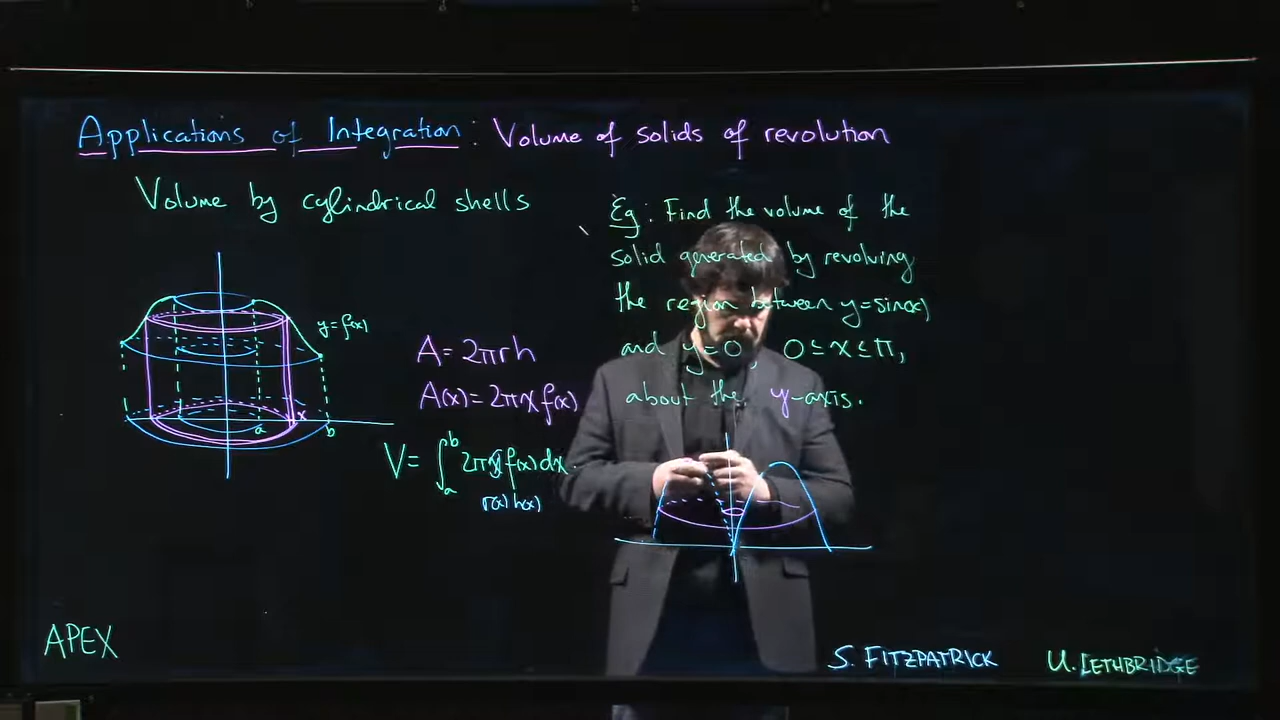 Applications of Integration: Volume of solids of revolution
Volume by cylindrical shells
y=f(x)
x
a
b
A=2πrh
A(x)=2πx f(x)
V=∫ₐᵇ 2πx f(x)dx.
r(x) h(x)
Eg: Find the volume of the
solid generated by revolving
the region between y=sin(x)
and y=0, 0≤x≤π,
about the y-axis.
APEX
S. FITZPATRICK
U. LETHBRIDGE